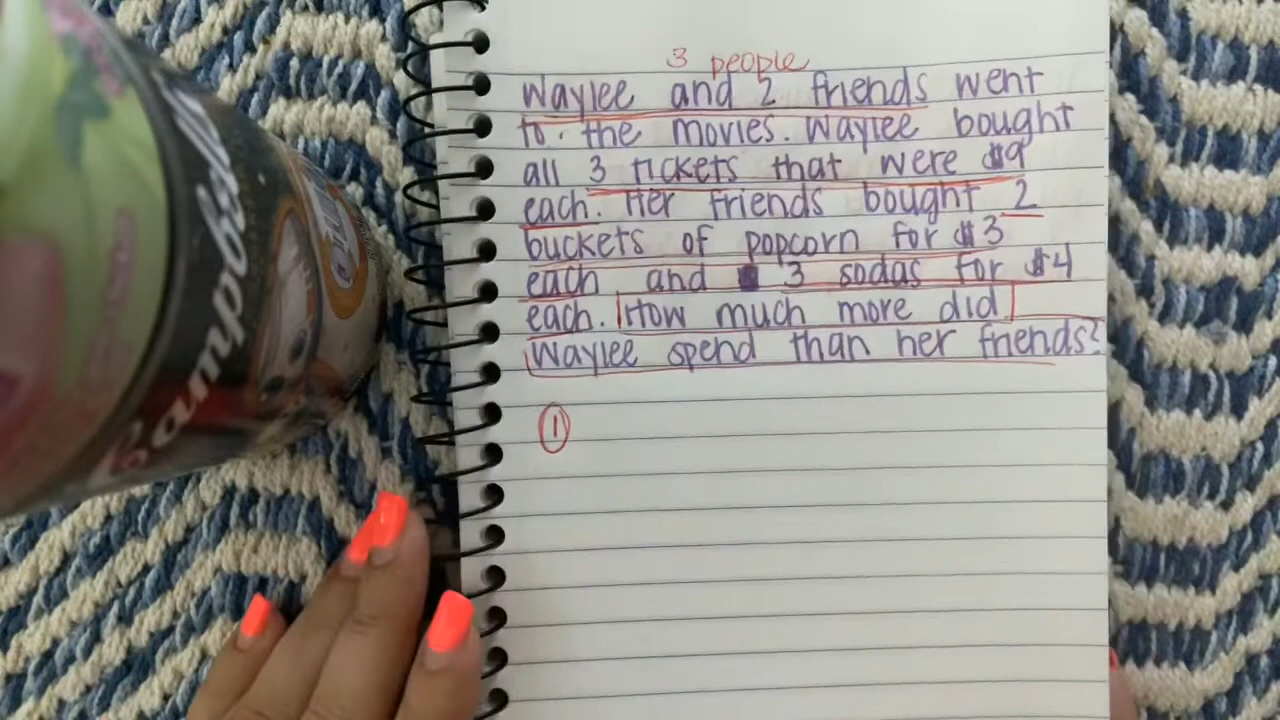 3 people
Waylee and 2 friends went
to. the movies. Waylee bought
all 3 tickets that were $9
each. Her friends bought 2
buckets of popcorn for $3
each and 3 sodas for $4
each. How much more did
Waylee spend than her friends?
1